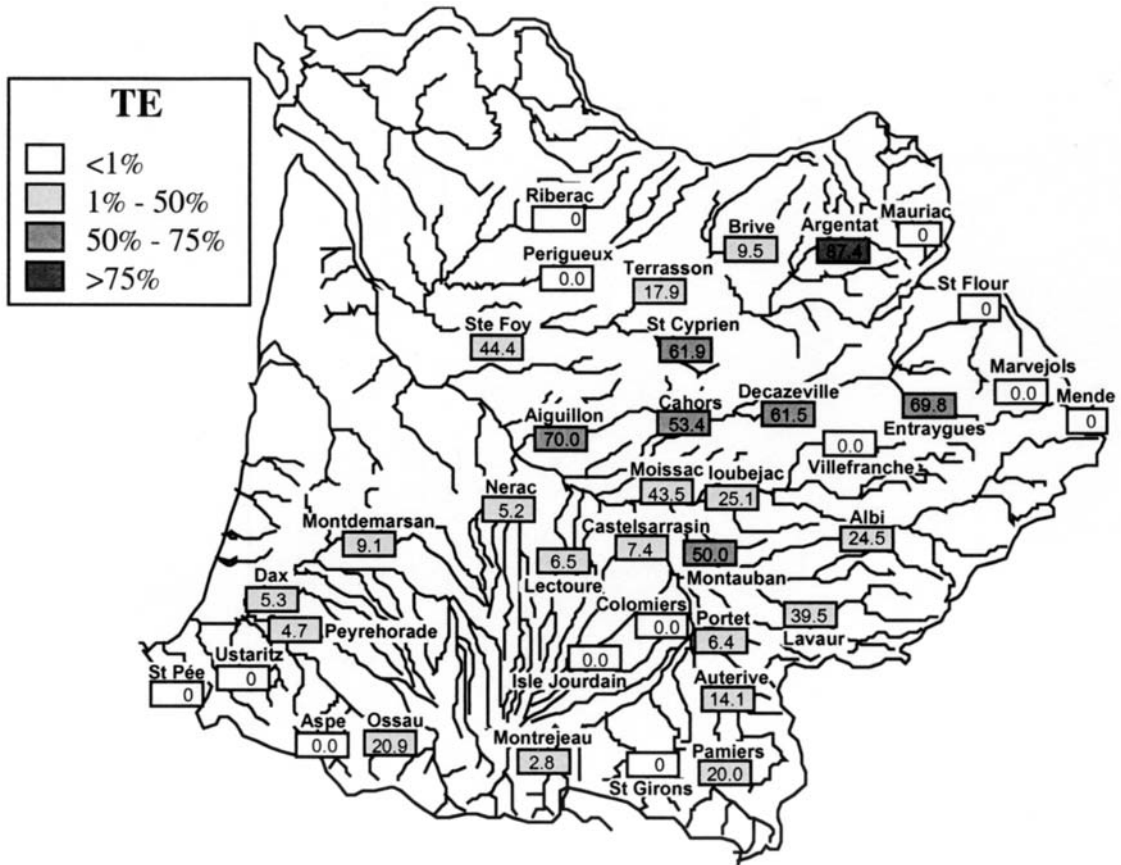 TE
<1%
1% - 50%
50% - 75%
>75%
Riberac
0
Perigueux
0.0
Terrasson
17.9
Brive
9.5
Argentat
87.4
Mauriac
0
St Flour
0
Ste Foy
44.4
St Cyprien
61.9
Marvejols
0.0
Mende
0
Aiguillon
70.0
Cahors
53.4
Decazeville
61.5
69.8
Entraygues
0.0
Villefranche
Moissac
43.5
loubejac
25.1
Nerac
5.2
Montdemarsan
9.1
6.5
Lectoure
Castelsarrasin
7.4
50.0
Montauban
Albi
24.5
Dax
5.3
4.7
Peyrehorade
Colomiers
0.0
Portet
6.4
39.5
Lavaur
St Pée
0
Ustaritz
0
0.0
Isle Jourdain
Auterive
14.1
Aspe
0.0
Ossau
20.9
Montrejeau
2.8
0
St Girons
Pamiers
20.0